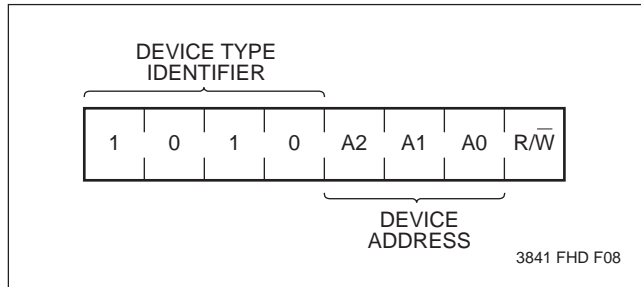 DEVICE TYPE
IDENTIFIER
1 0 1 0 A2 A1 A0 R/W̅
DEVICE
ADDRESS
3841 FHD F08